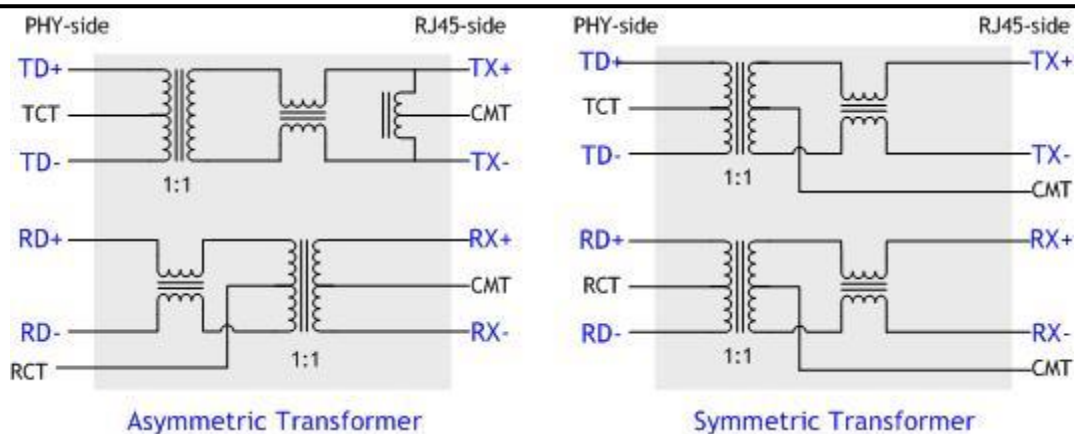 PHY-side
RJ45-side
TD+
TX+
TCT
CMT
TD-
TX-
1:1
RD+
RX+
CMT
RD-
RX-
RCT
1:1
Asymmetric Transformer
PHY-side
RJ45-side
TD+
TX+
TCT
TD-
TX-
1:1
CMT
RD+
RX+
RCT
RD-
RX-
1:1
CMT
Symmetric Transformer